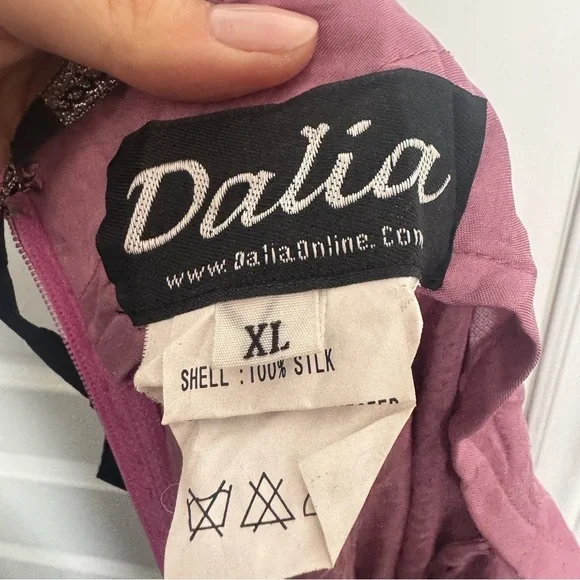 Dalia
www.DaliaOnline.Com
XL
SHELL : 100% SILK